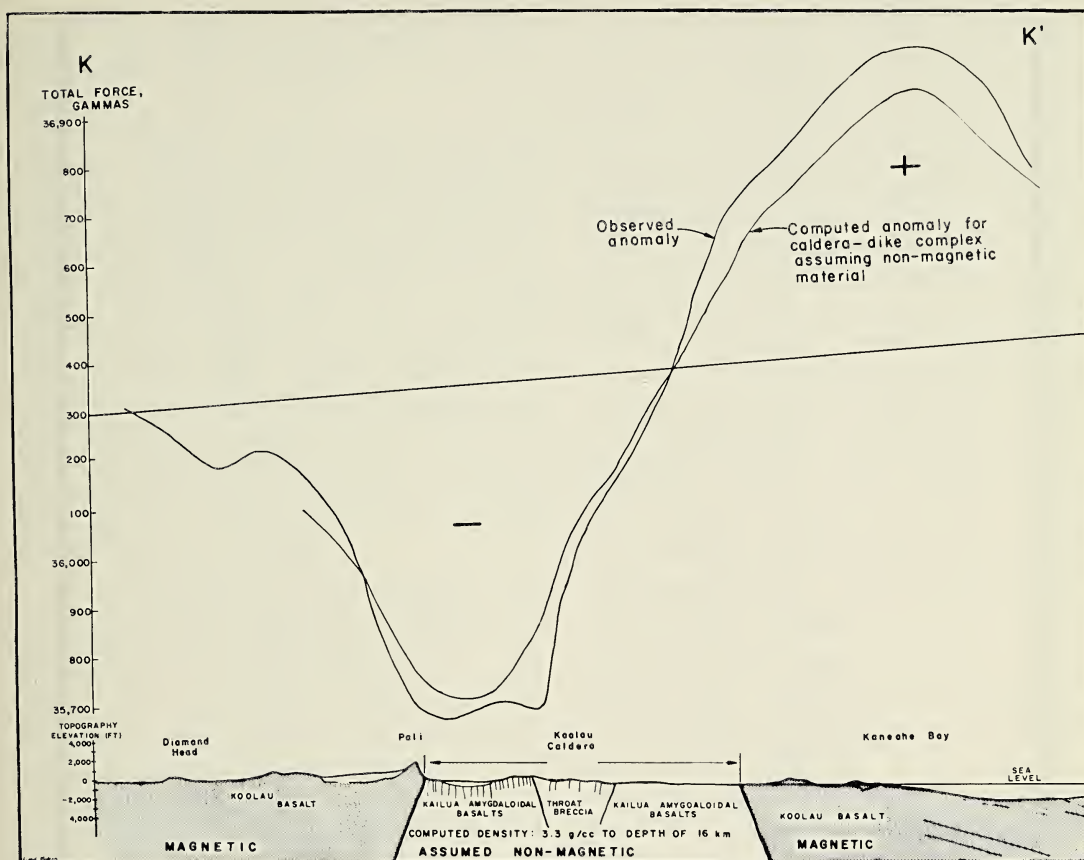 K
K'
TOTAL FORCE,
GAMMAS
36,900
800
700
600
500
400
300
200
100
36,000
900
800
35,700
Observed
anomaly
+
Computed anomaly for
caldera-dike complex
assuming non-magnetic
material
—
TOPOGRAPHY
ELEVATION (FT)
4,000
2,000
0
-2,000
4,000
Diamond
Head
Pali
Koolau
Caldera
Kaneohe Bay
SEA
LEVEL
KOOLAU
BASALT
KAILUA AMYGDALOIDAL
BASALTS
THROAT
BRECCIA
KAILUA AMYGDALOIDAL
BASALTS
KOOLAU BASALT
COMPUTED DENSITY: 3.3 g/cc TO DEPTH OF 16 km
MAGNETIC
ASSUMED NON-MAGNETIC
MAGNETIC